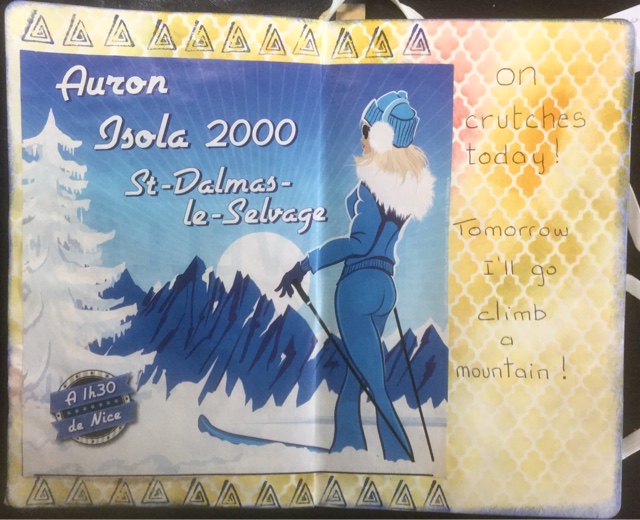 Auron
Isola 2000
St-Dalmas-
le-Selvage
A 1h30
de Nice
on
crutches
today!
Tomorrow
I'll go
climb
a
mountain!